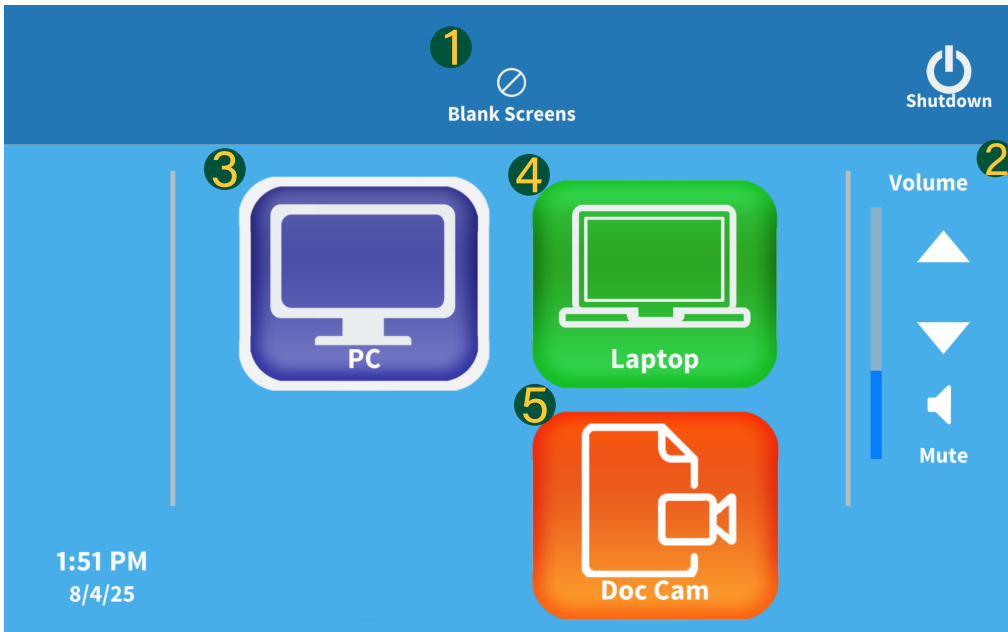 1
Blank Screens
Shutdown
2
Volume
3
PC
4
Laptop
Mute
5
Doc Cam
1:51 PM
8/4/25